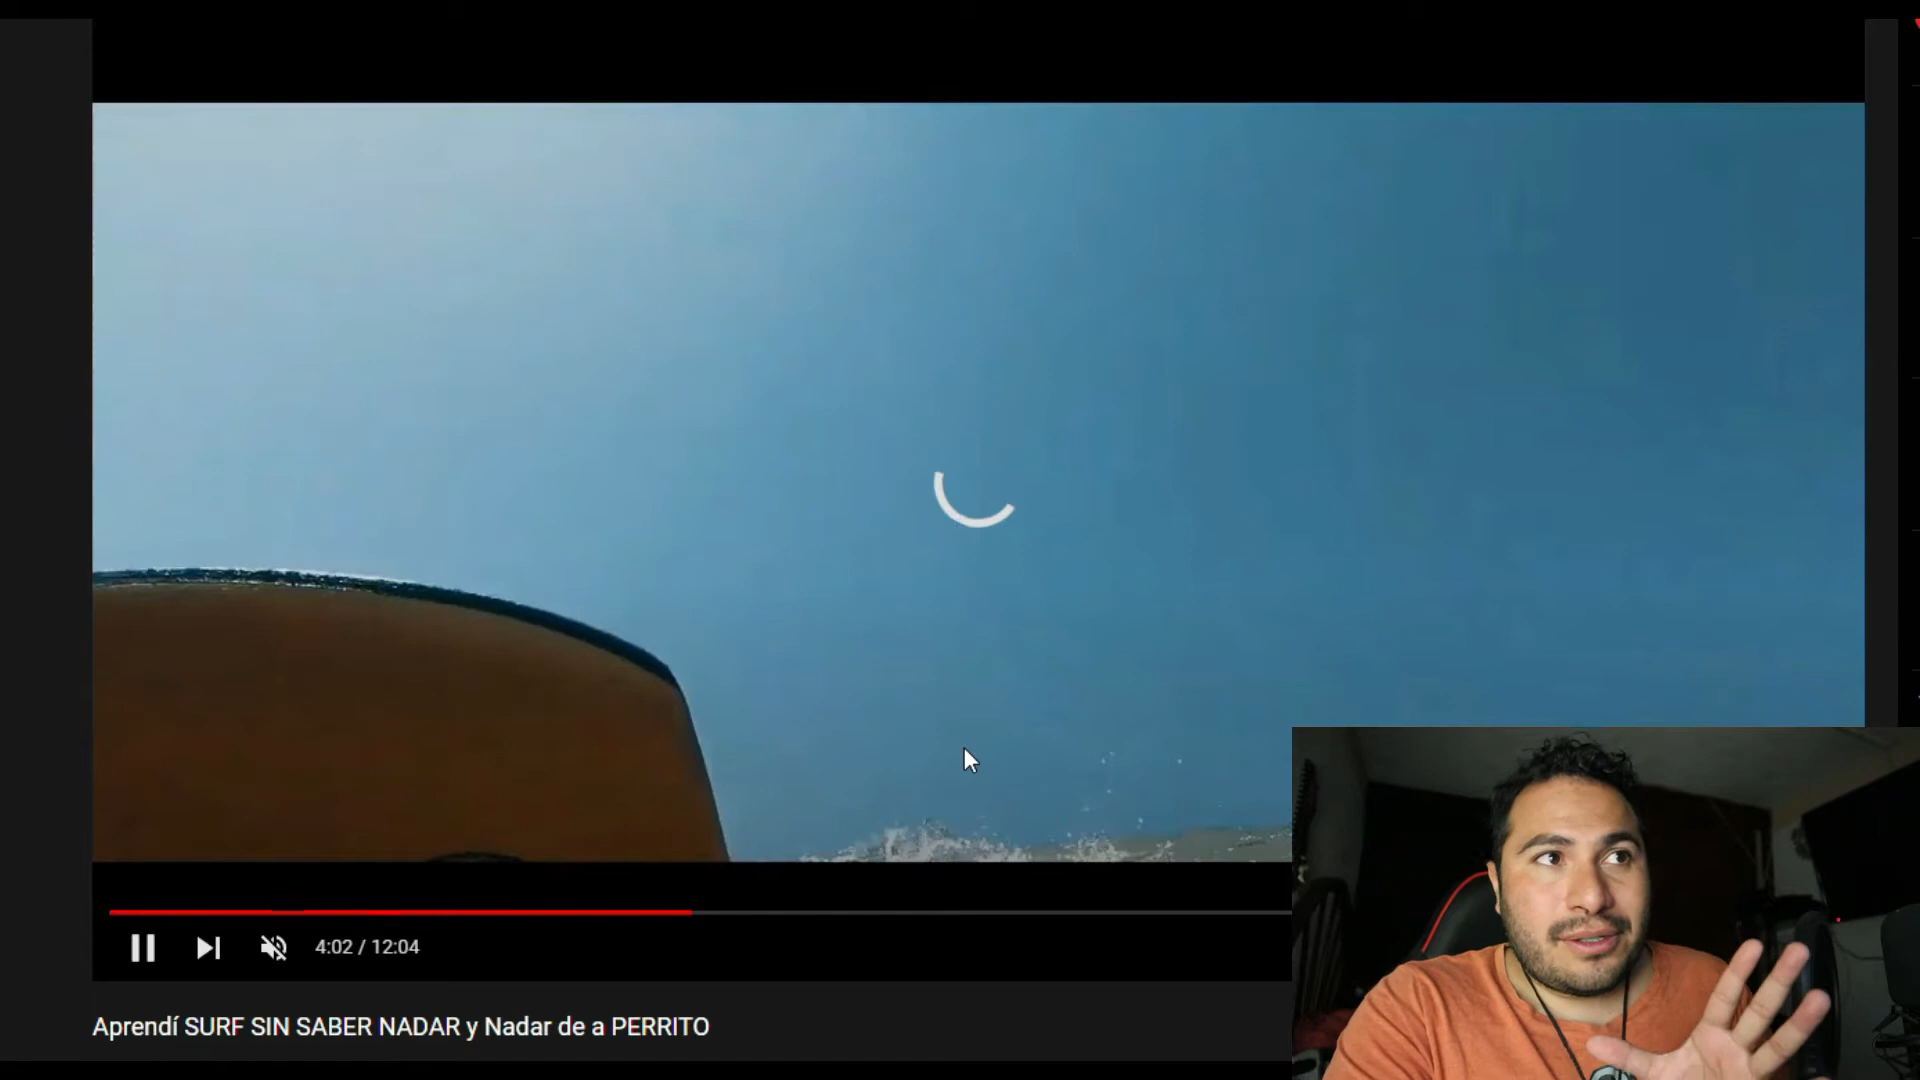 4:02 / 12:04
Aprendí SURF SIN SABER NADAR y Nadar de a PERRITO